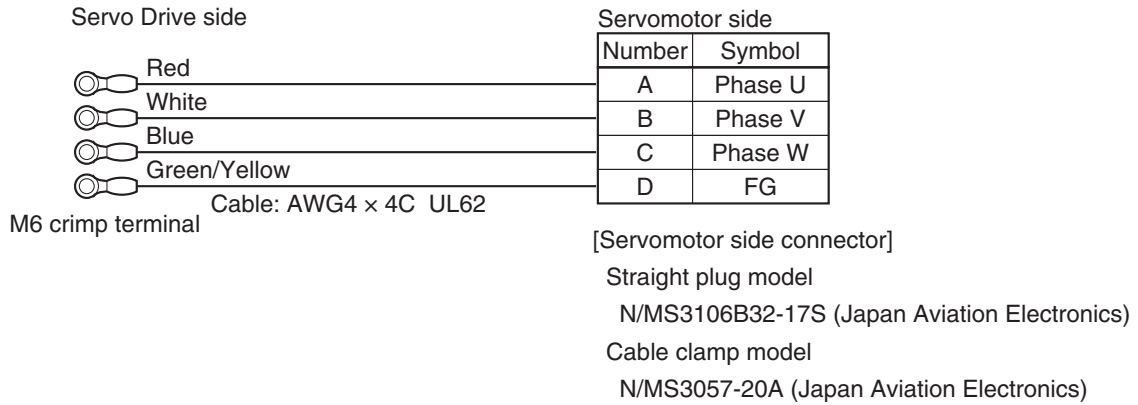 Servo Drive side
Servomotor side
Number Symbol
Red
A Phase U
White
B Phase V
Blue
C Phase W
Green/Yellow
D FG
Cable: AWG4 × 4C UL62
M6 crimp terminal
[Servomotor side connector]
Straight plug model
N/MS3106B32-17S (Japan Aviation Electronics)
Cable clamp model
N/MS3057-20A (Japan Aviation Electronics)